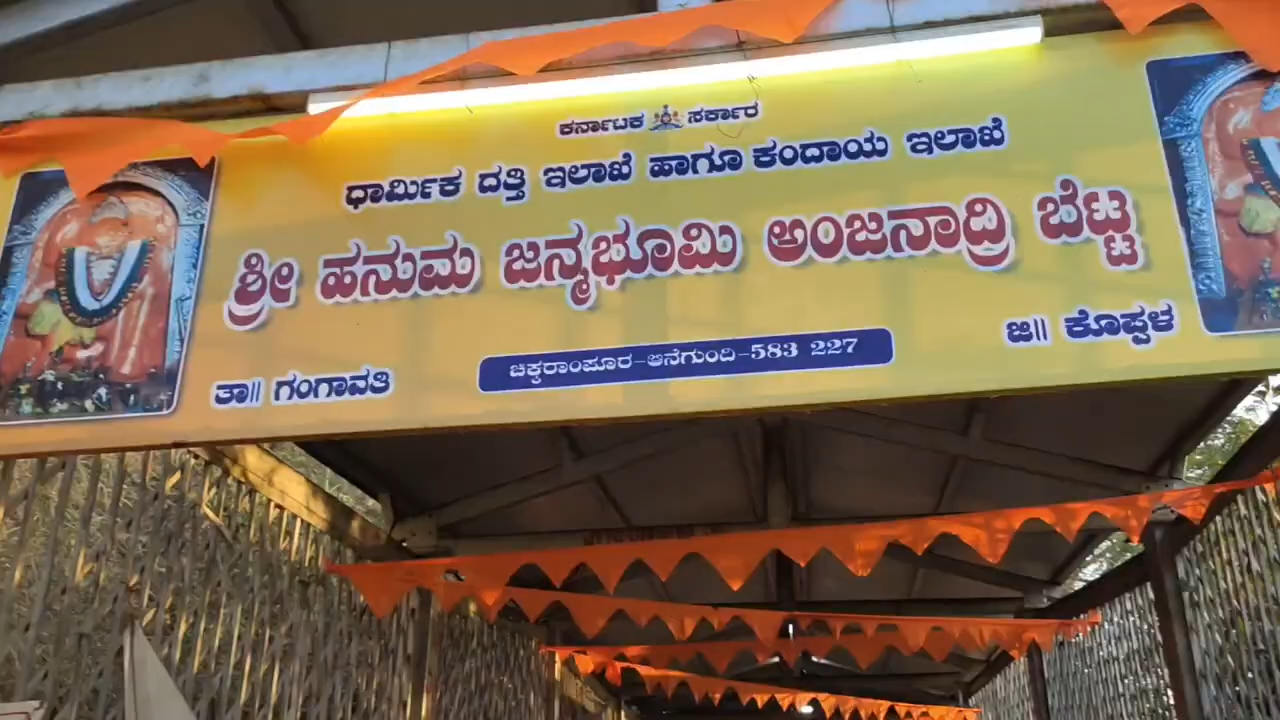 ಕರ್ನಾಟಕ ಸರ್ಕಾರ
ಧಾರ್ಮಿಕ ದತ್ತಿ ಇಲಾಖೆ ಹಾಗೂ ಕಂದಾಯ ಇಲಾಖೆ
ಶ್ರೀ ಹನುಮ ಜನ್ಮಭೂಮಿ ಅಂಜನಾದ್ರಿ ಬೆಟ್ಟ
ಚಿಕ್ಕರಾಂಪೂರ-ಆನೆಗುಂದಿ-583 227
ತಾ॥ ಗಂಗಾವತಿ
ಜಿ॥ ಕೊಪ್ಪಳ